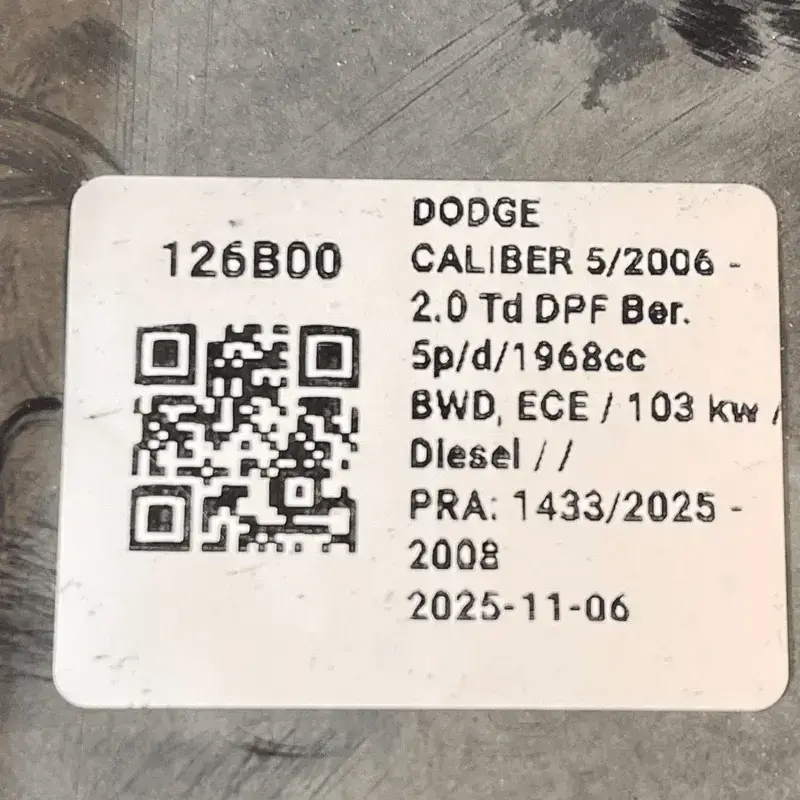 126B00
DODGE
CALIBER 5/2006 -
2.0 Td DPF Ber.
5p/d/1968cc
BWD, ECE / 103 kw /
Diesel / /
PRA: 1433/2025 -
2008
2025-11-06